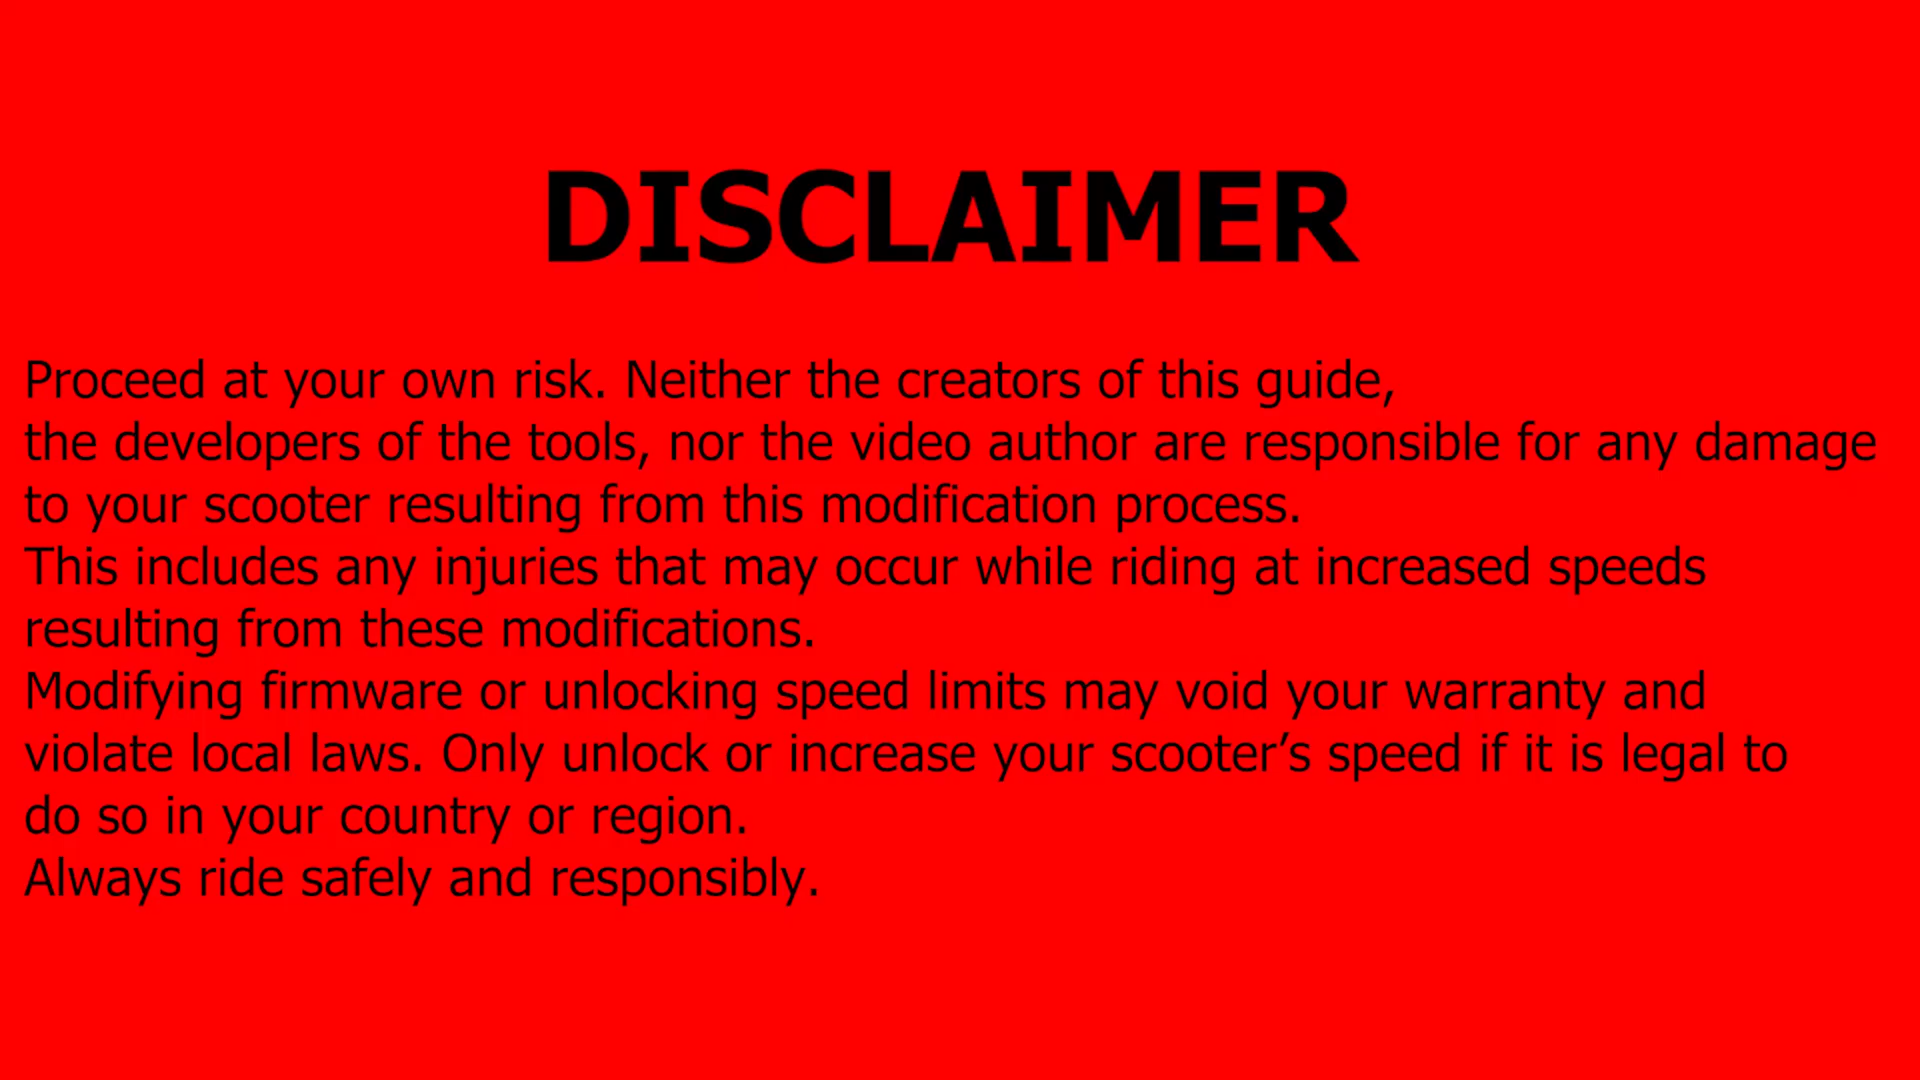 DISCLAIMER
Proceed at your own risk. Neither the creators of this guide,
the developers of the tools, nor the video author are responsible for any damage
to your scooter resulting from this modification process.
This includes any injuries that may occur while riding at increased speeds
resulting from these modifications.
Modifying firmware or unlocking speed limits may void your warranty and
violate local laws. Only unlock or increase your scooter’s speed if it is legal to
do so in your country or region.
Always ride safely and responsibly.